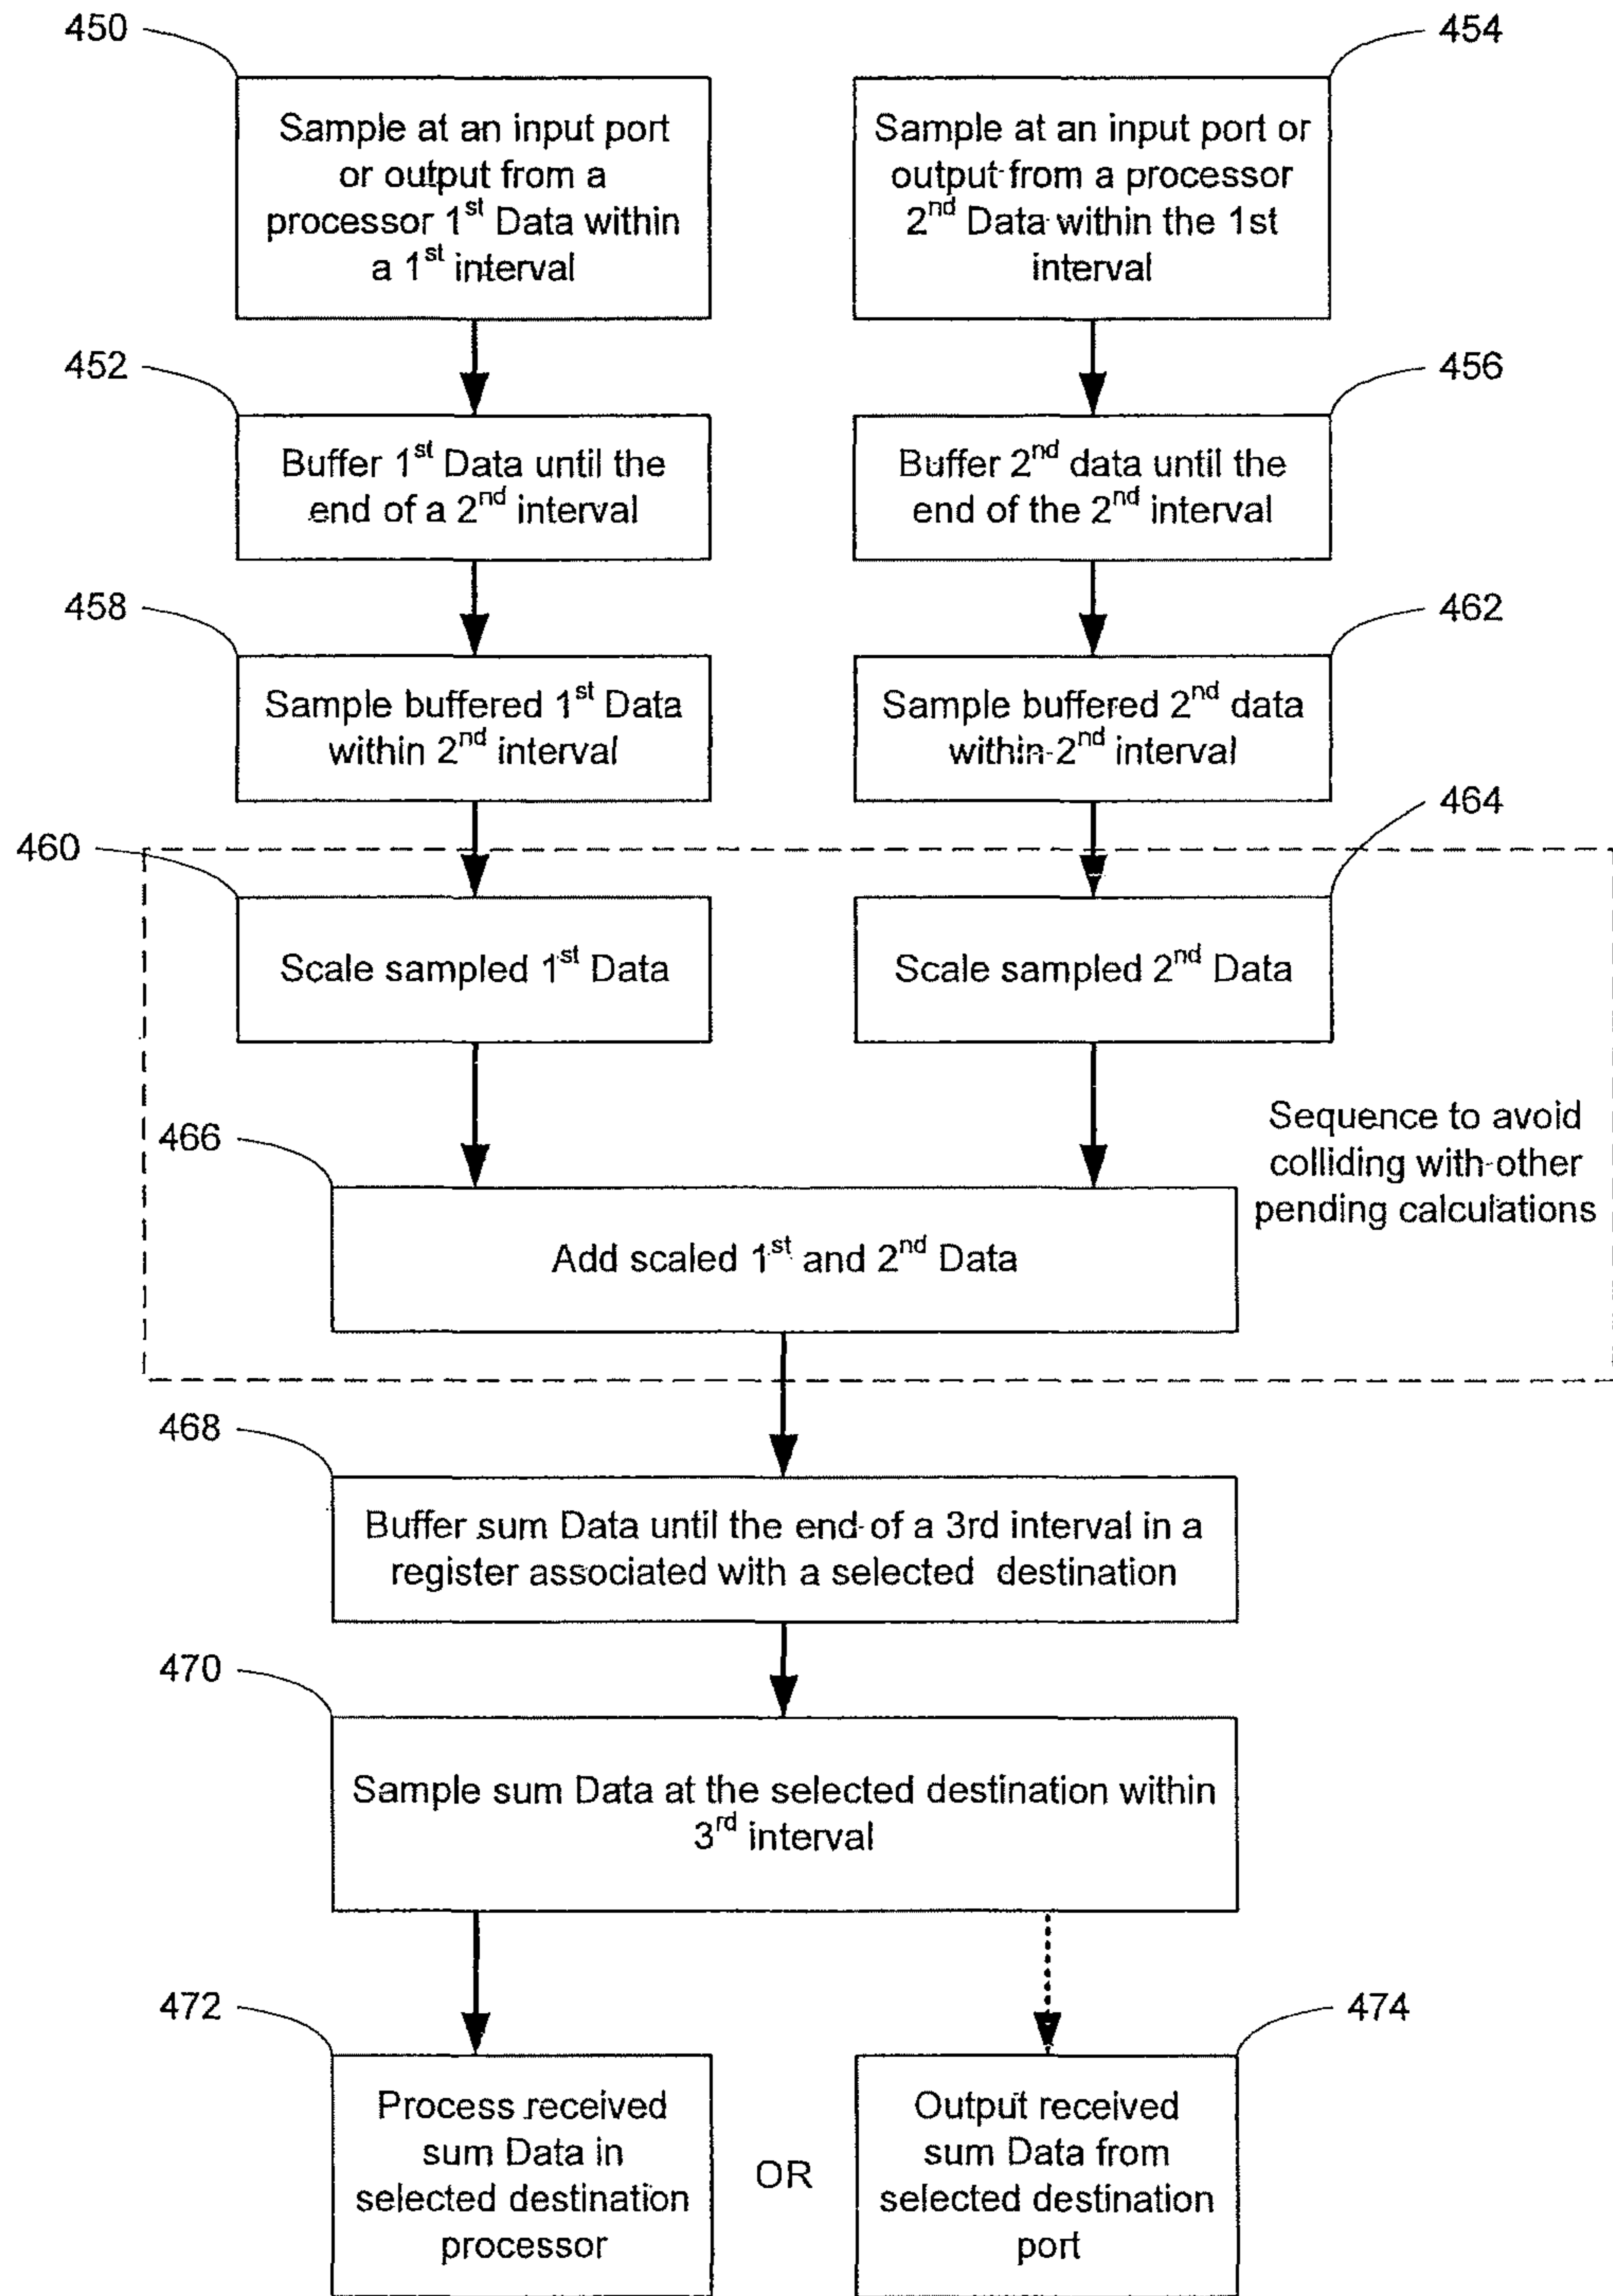 450
454
Sample at an input port
or output from a
processor 1st Data within
a 1st interval
Sample at an input port or
output from a processor
2nd Data within the 1st
interval
452
456
Buffer 1st Data until the
end of a 2nd interval
Buffer 2nd data until the
end of the 2nd interval
458
462
Sample buffered 1st Data
within 2nd interval
Sample buffered 2nd data
within 2nd interval
460
464
Scale sampled 1st Data
Scale sampled 2nd Data
Sequence to avoid
colliding with other
pending calculations
466
Add scaled 1st and 2nd Data
468
Buffer sum Data until the end of a 3rd interval in a
register associated with a selected destination
470
Sample sum Data at the selected destination within
3rd interval
472
474
Process received
sum Data in
selected destination
processor
OR
Output received
sum Data from
selected destination
port